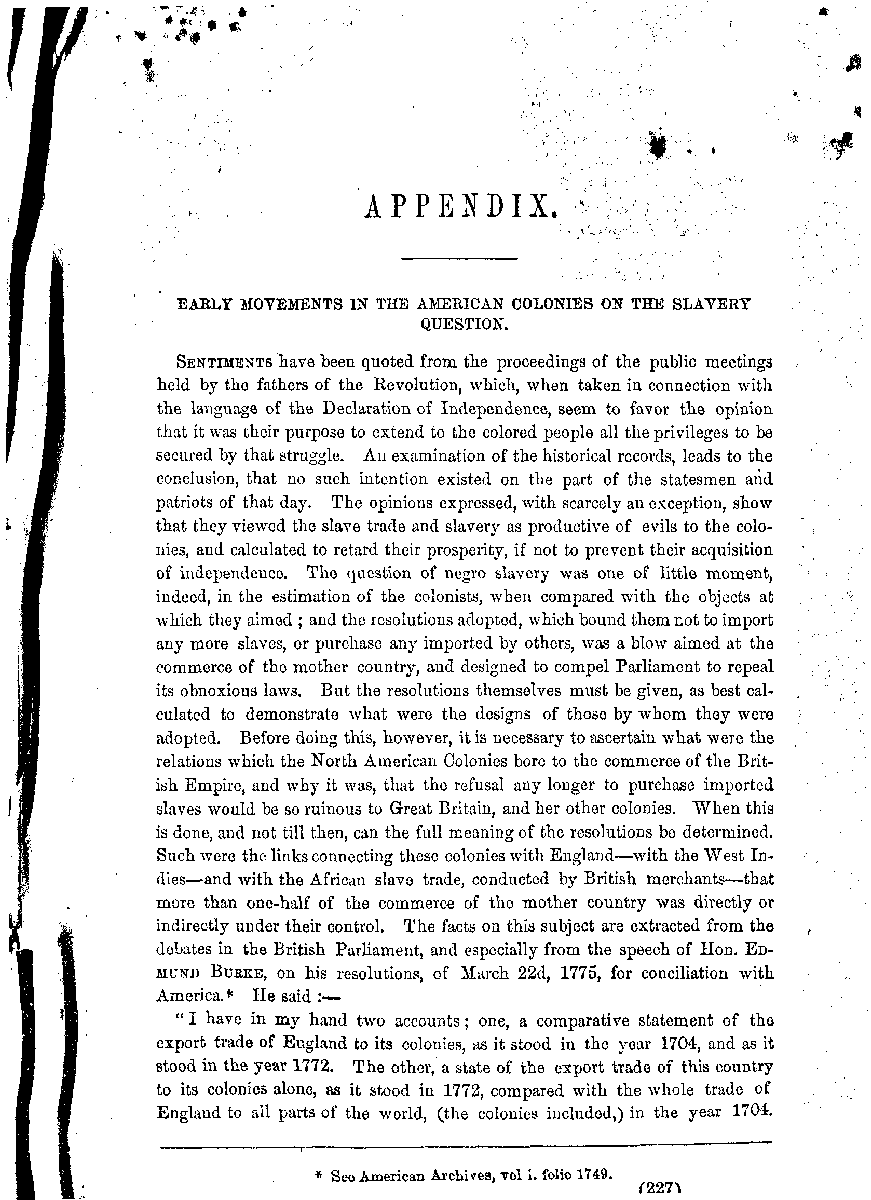 APPENDIX.
EARLY MOVEMENTS IN THE AMERICAN COLONIES ON THE SLAVERY
QUESTION.
SENTIMENTS have been quoted from the proceedings of the public meetings
held by the fathers of the Revolution, which, when taken in connection with
the language of the Declaration of Independence, seem to favor the opinion
that it was their purpose to extend to the colored people all the privileges to be
secured by that struggle. An examination of the historical records, leads to the
conclusion, that no such intention existed on the part of the statesmen and
patriots of that day. The opinions expressed, with scarcely an exception, show
that they viewed the slave trade and slavery as productive of evils to the colo-
nies, and calculated to retard their prosperity, if not to prevent their acquisition
of independence. The question of negro slavery was one of little moment,
indeed, in the estimation of the colonists, when compared with the objects at
which they aimed ; and the resolutions adopted, which bound them not to import
any more slaves, or purchase any imported by others, was a blow aimed at the
commerce of the mother country, and designed to compel Parliament to repeal
its obnoxious laws. But the resolutions themselves must be given, as best cal-
culated to demonstrate what were the designs of those by whom they were
adopted. Before doing this, however, it is necessary to ascertain what were the
relations which the North American Colonies bore to the commerce of the Brit-
ish Empire, and why it was, that the refusal any longer to purchase imported
slaves would be so ruinous to Great Britain, and her other colonies. When this
is done, and not till then, can the full meaning of the resolutions be determined.
Such were the links connecting these colonies with England—with the West In-
dies—and with the African slave trade, conducted by British merchants—that
more than one-half of the commerce of the mother country was directly or
indirectly under their control. The facts on this subject are extracted from the
debates in the British Parliament, and especially from the speech of Hon. ED-
MUND BURKE, on his resolutions, of March 22d, 1775, for conciliation with
America.* He said :—
"I have in my hand two accounts; one, a comparative statement of the
export trade of England to its colonies, as it stood in the year 1704, and as it
stood in the year 1772. The other, a state of the export trade of this country
to its colonies alone, as it stood in 1772, compared with the whole trade of
England to all parts of the world, (the colonies included,) in the year 1704.
* See American Archives, vol i. folio 1749.
(227)